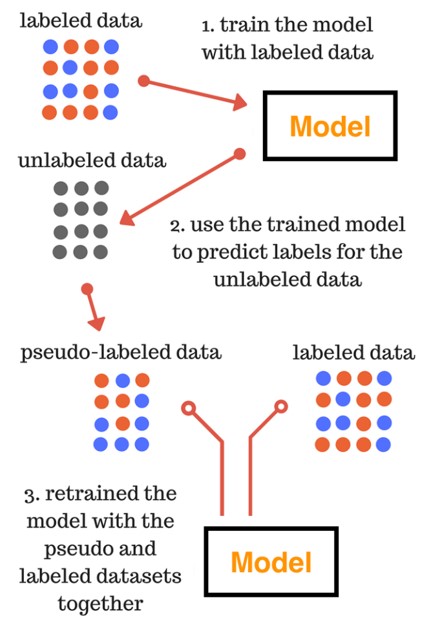 labeled data
1. train the model
with labeled data
Model
unlabeled data
2. use the trained model
to predict labels for the
unlabeled data
pseudo-labeled data
labeled data
3. retrained the
model with the
pseudo and
labeled datasets
together
Model